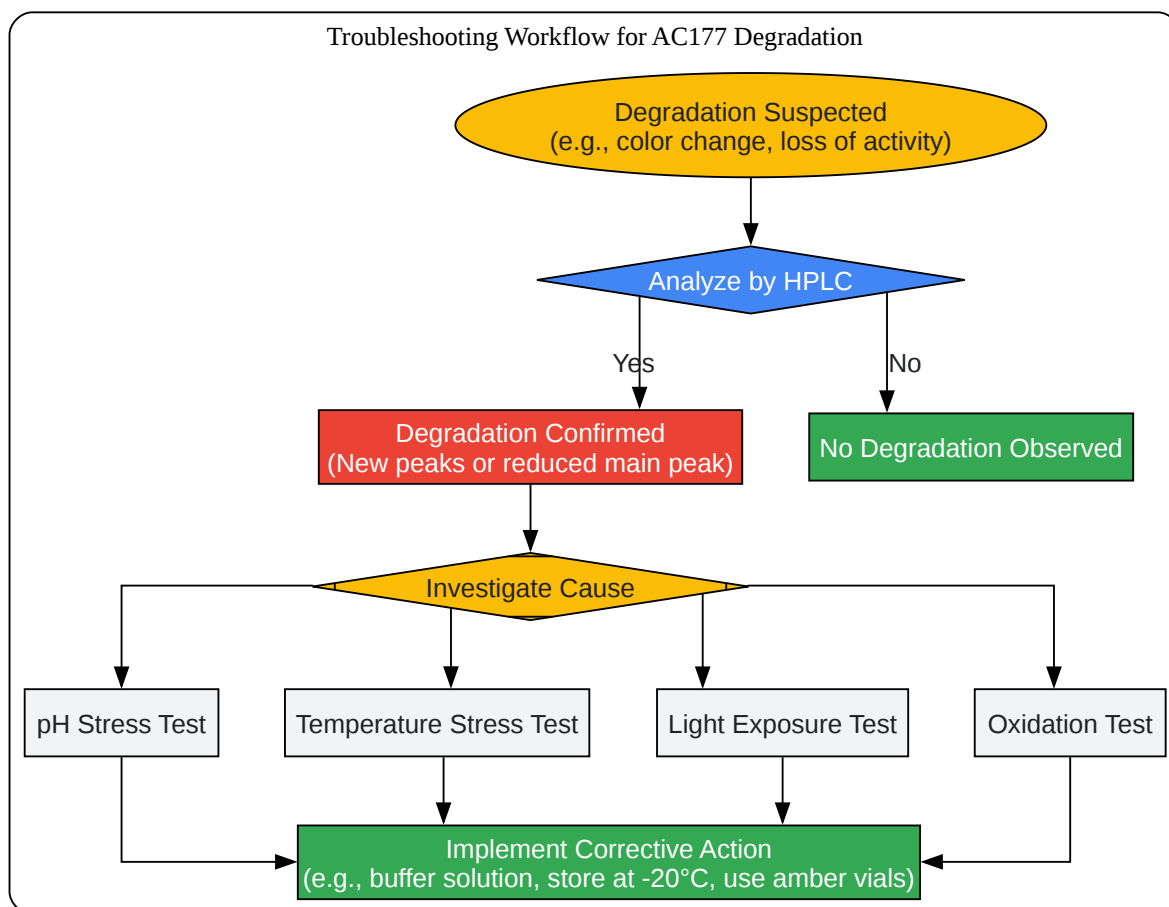 Troubleshooting Workflow for AC177 Degradation
Degradation Suspected
(e.g., color change, loss of activity)
Analyze by HPLC
Yes
No
Degradation Confirmed
(New peaks or reduced main peak)
No Degradation Observed
Investigate Cause
pH Stress Test
Temperature Stress Test
Light Exposure Test
Oxidation Test
Implement Corrective Action
(e.g., buffer solution, store at -20°C, use amber vials)